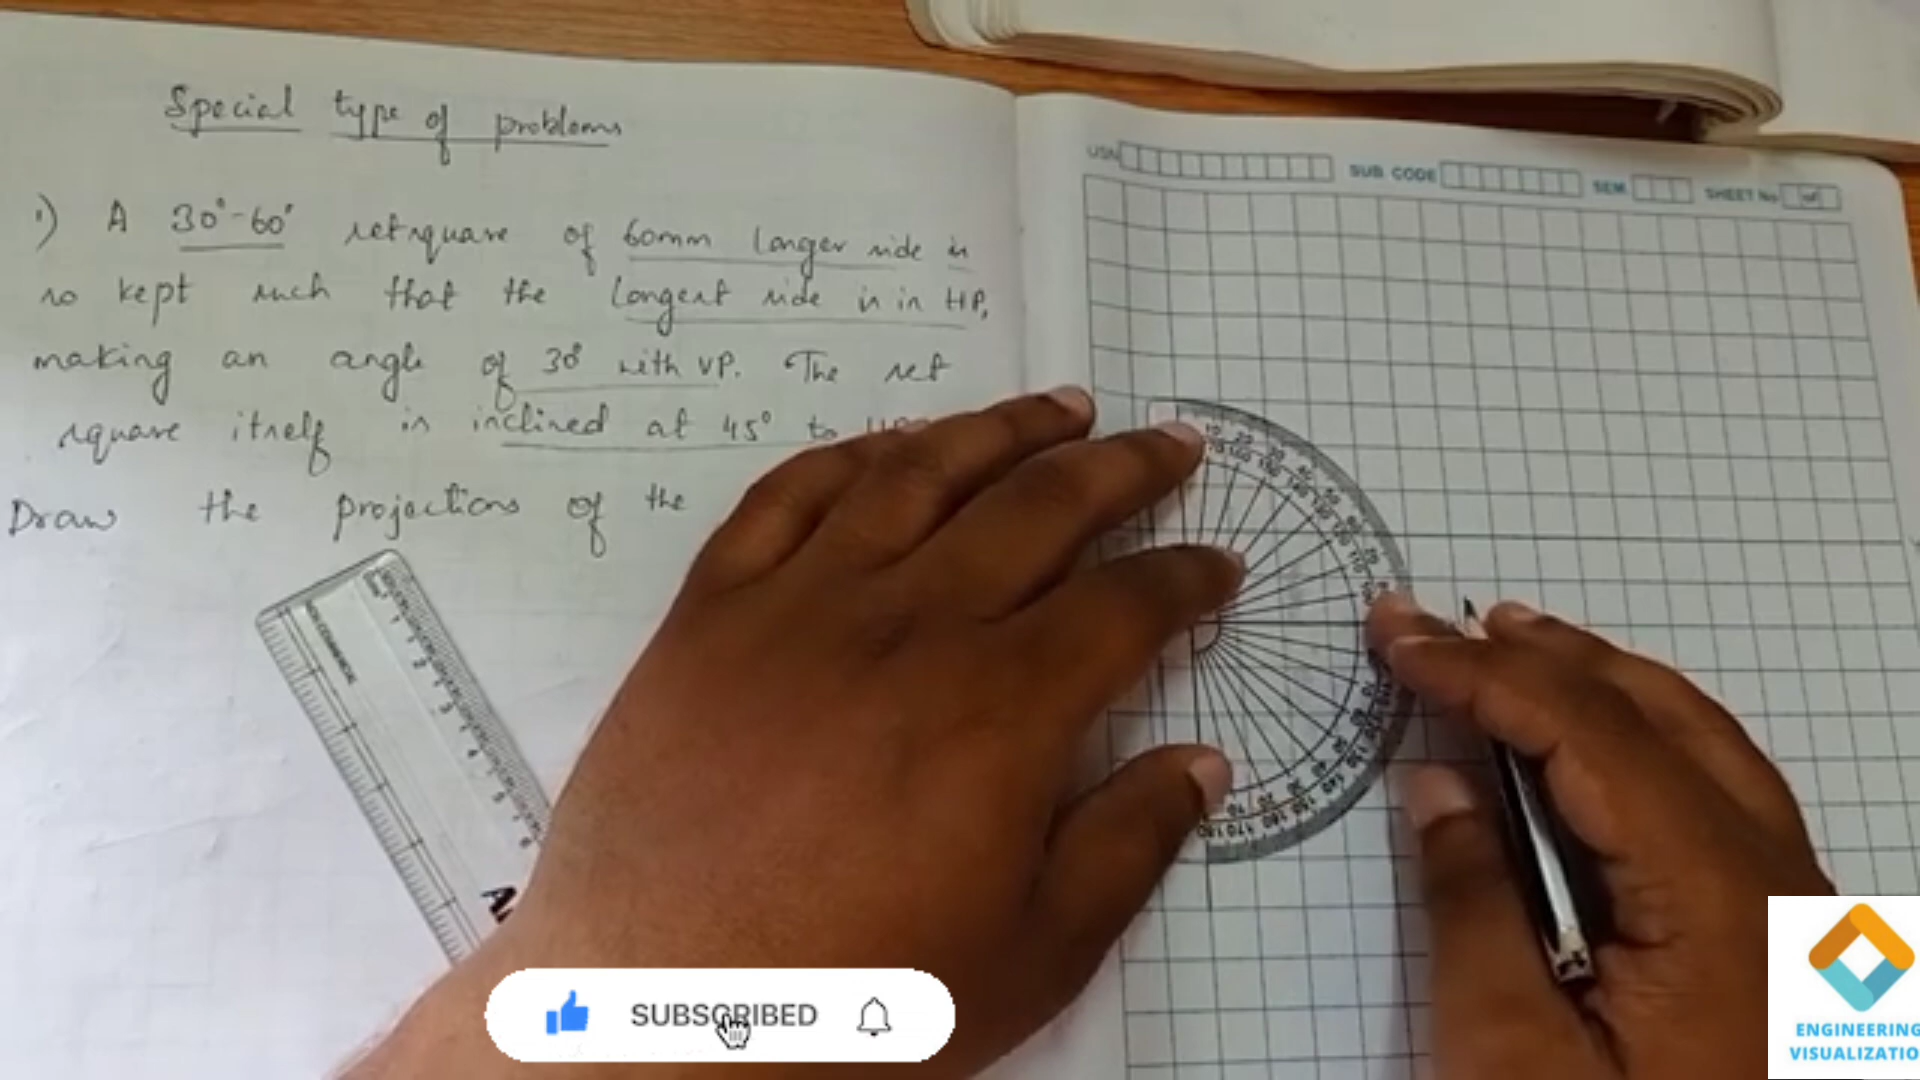 Special type of problems
1) A 30°-60° setsquare of 60mm longer side is
so kept such that the longest side is in HP,
making an angle of 30° with VP. The set
square itself is inclined at 45° to HP.
Draw the projections of the
USN SUB. CODE SEM SHEET No of
SUBSCRIBED
ENGINEERING
VISUALIZATIO